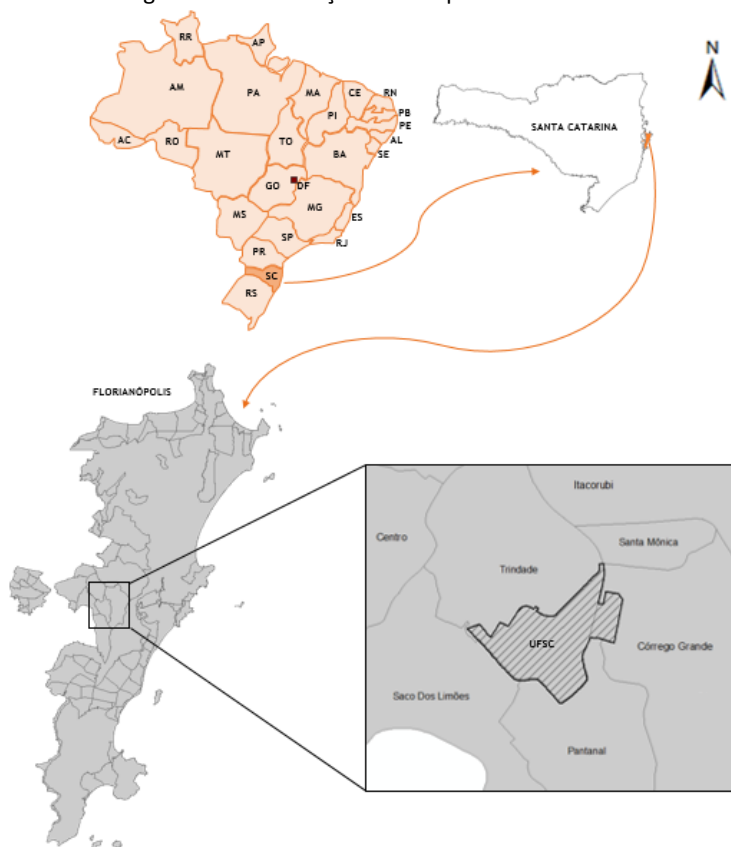 RR
AP
AM
PA
MA
CE
RN
PB
PI
PE
AL
AC
RO
TO
SE
MT
BA
GO
DF
MG
MS
ES
SP
RJ
PR
SC
RS
SANTA CATARINA
N
FLORIANÓPOLIS
Itacorubi
Centro
Santa Mônica
Trindade
UFSC
Córrego Grande
Saco Dos Limões
Pantanal